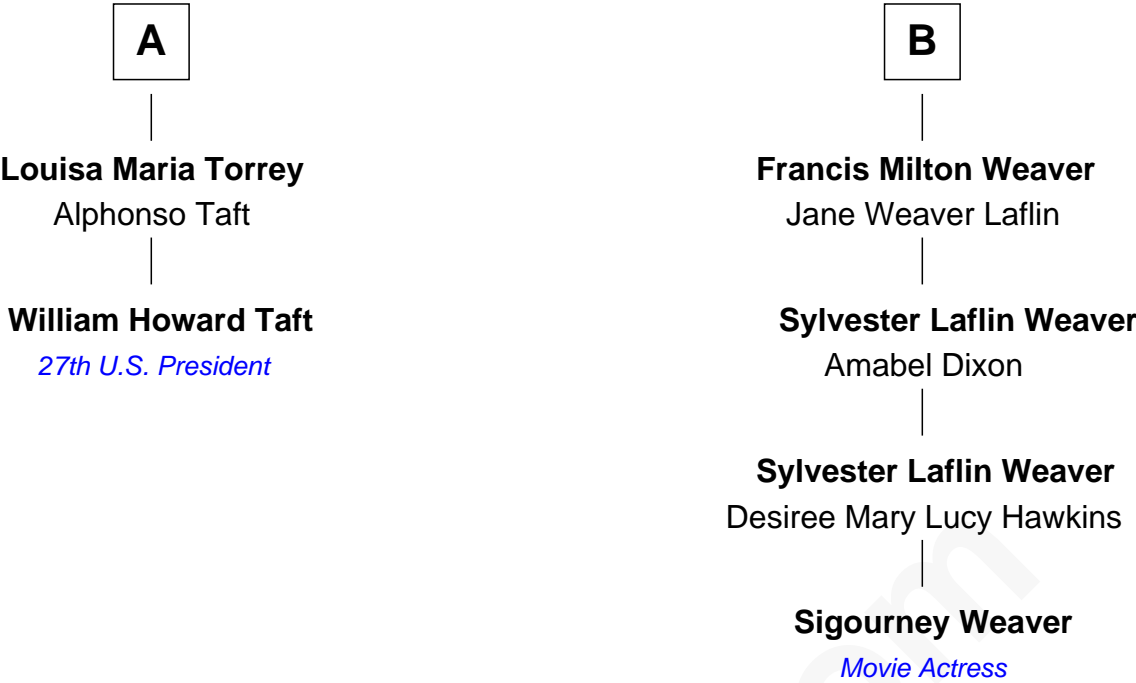 A
Louisa Maria Torrey
Alphonso Taft
William Howard Taft
27th U.S. President
B
Francis Milton Weaver
Jane Weaver Laflin
Sylvester Laflin Weaver
Amabel Dixon
Sylvester Laflin Weaver
Desiree Mary Lucy Hawkins
Sigourney Weaver
Movie Actress
om